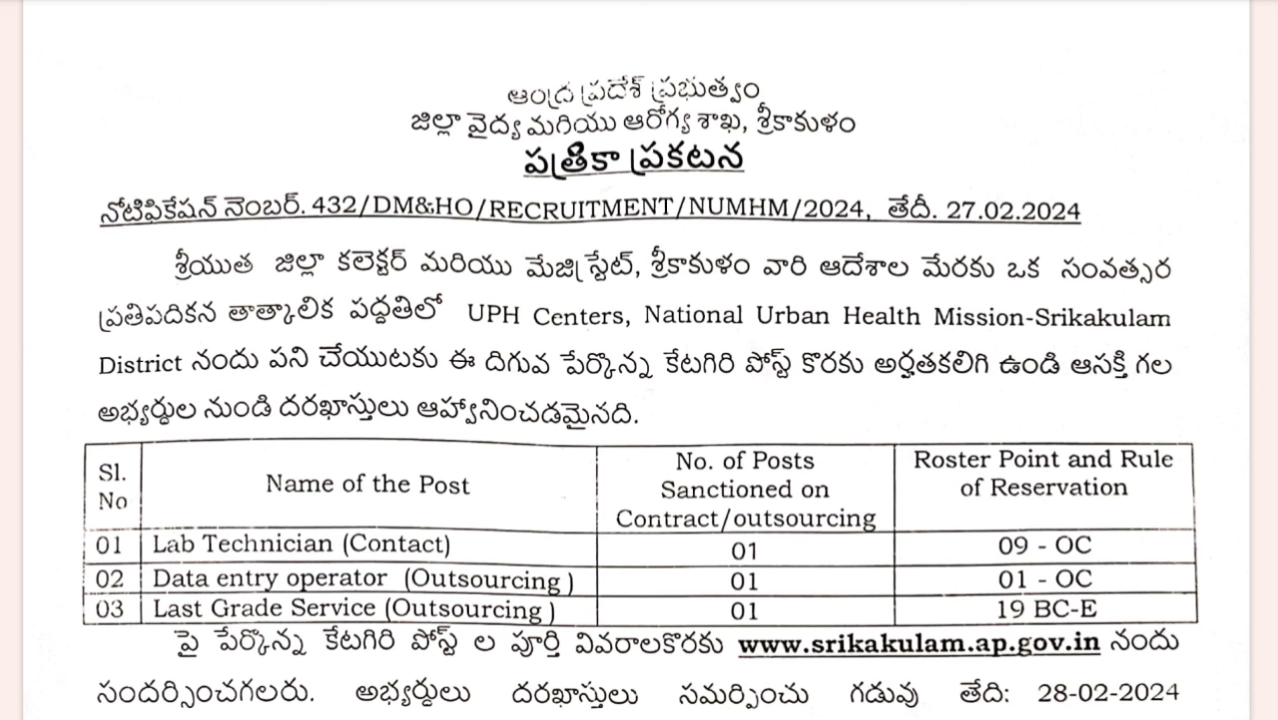 ఆంధ్ర ప్రదేశ్ ప్రభుత్వం
జిల్లా వైద్య మరియు ఆరోగ్య శాఖ, శ్రీకాకుళం
పత్రికా ప్రకటన
నోటిఫికేషన్ నెంబర్. 432/DM&HO/RECRUITMENT/NUMHM/2024, తేదీ. 27.02.2024
శ్రీయుత జిల్లా కలెక్టర్ మరియు మేజిస్ట్రేట్, శ్రీకాకుళం వారి ఆదేశాల మేరకు ఒక సంవత్సర
ప్రతిపదికన తాత్కాలిక పద్దతిలో UPH Centers, National Urban Health Mission-Srikakulam
District నందు పని చేయుటకు ఈ దిగువ పేర్కొన్న కేటగిరి పోస్ట్ కొరకు అర్హతకలిగి ఉండి ఆసక్తి గల
అభ్యర్ధుల నుండి దరఖాస్తులు ఆహ్వానించడమైనది.
Sl. No | Name of the Post | No. of Posts Sanctioned on Contract/outsourcing | Roster Point and Rule of Reservation
01 | Lab Technician (Contact) | 01 | 09 - OC
02 | Data entry operator (Outsourcing ) | 01 | 01 - OC
03 | Last Grade Service (Outsourcing ) | 01 | 19 BC-E
పై పేర్కొన్న కేటగిరి పోస్ట్ ల పూర్తి వివరాలకొరకు www.srikakulam.ap.gov.in నందు
సందర్సించగలరు. అభ్యర్ధులు దరఖాస్తులు సమర్పించు గడువు తేది: 28-02-2024